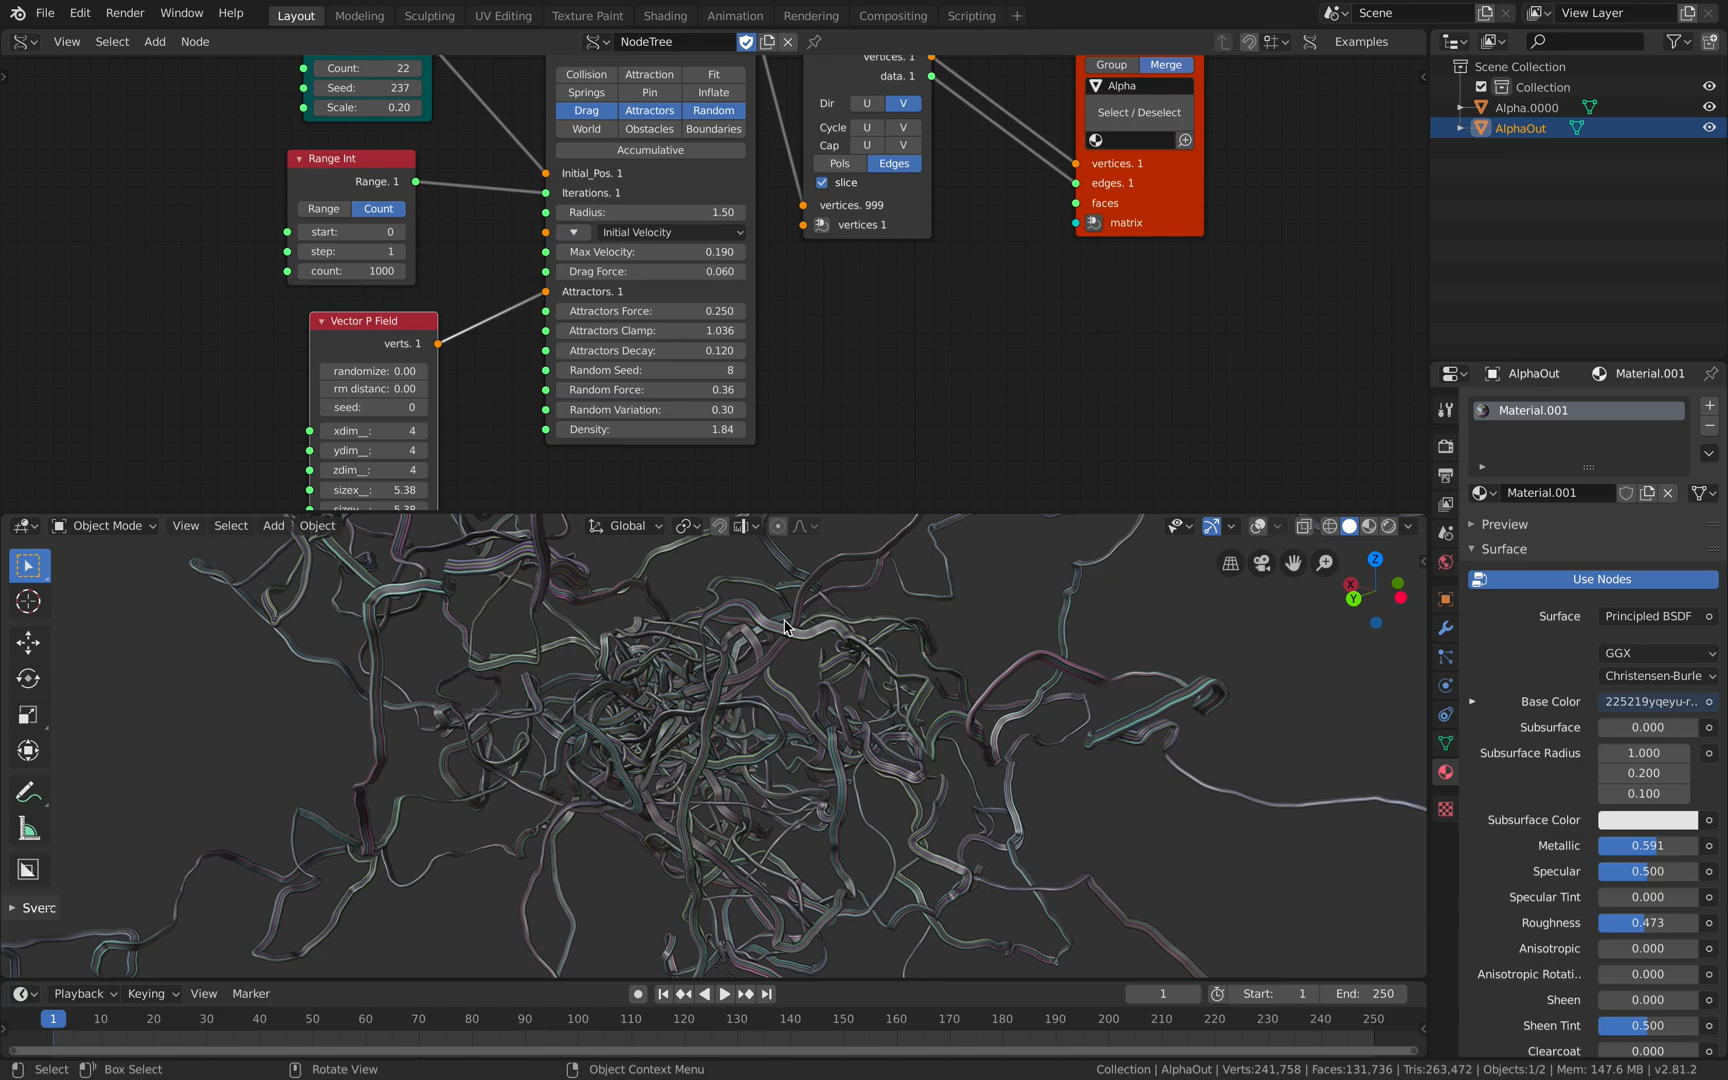 File Edit Render Window Help Layout Modeling Sculpting UV Editing Texture Paint Shading Animation Rendering Compositing Scripting + Scene View Layer
View Select Add Node NodeTree Examples
Count: 22
Seed: 237
Scale: 0.20
Range Int
Range. 1
Range Count
start: 0
step: 1
count: 1000
Vector P Field
verts. 1
randomize: 0.00
rm distanc: 0.00
seed: 0
xdim__: 4
ydim__: 4
zdim__: 4
sizex__: 5.38
Collision Attraction Fit
Springs Pin Inflate
Drag Attractors Random
World Obstacles Boundaries
Accumulative
Initial_Pos. 1
Iterations. 1
Radius: 1.50
Initial Velocity
Max Velocity: 0.190
Drag Force: 0.060
Attractors. 1
Attractors Force: 0.250
Attractors Clamp: 1.036
Attractors Decay: 0.120
Random Seed: 8
Random Force: 0.36
Random Variation: 0.30
Density: 1.84
vertices. 1
data. 1
Dir U V
Cycle U V
Cap U V
Pols Edges
slice
vertices. 999
vertices 1
Group Merge
Alpha
Select / Deselect
vertices. 1
edges. 1
faces
matrix
Scene Collection
Collection
Alpha.0000
AlphaOut
AlphaOut Material.001
Material.001
Material.001
Preview
Surface
Use Nodes
Surface Principled BSDF
GGX
Christensen-Burle
Base Color 225219yqeyu-r..
Subsurface 0.000
Subsurface Radius 1.000
0.200
0.100
Subsurface Color
Metallic 0.591
Specular 0.500
Specular Tint 0.000
Roughness 0.473
Anisotropic 0.000
Anisotropic Rotati.. 0.000
Sheen 0.000
Sheen Tint 0.500
Clearcoat 0.000
Object Mode View Select Add Object Global
Z
X
Y
Sverc
Playback Keying View Marker 1 Start: 1 End: 250
1 10 20 30 40 50 60 70 80 90 100 110 120 130 140 150 160 170 180 190 200 210 220 230 240 250
Select Box Select Rotate View Object Context Menu Collection | AlphaOut | Verts:241,758 | Faces:131,736 | Tris:263,472 | Objects:1/2 | Mem: 147.6 MB | v2.81.2